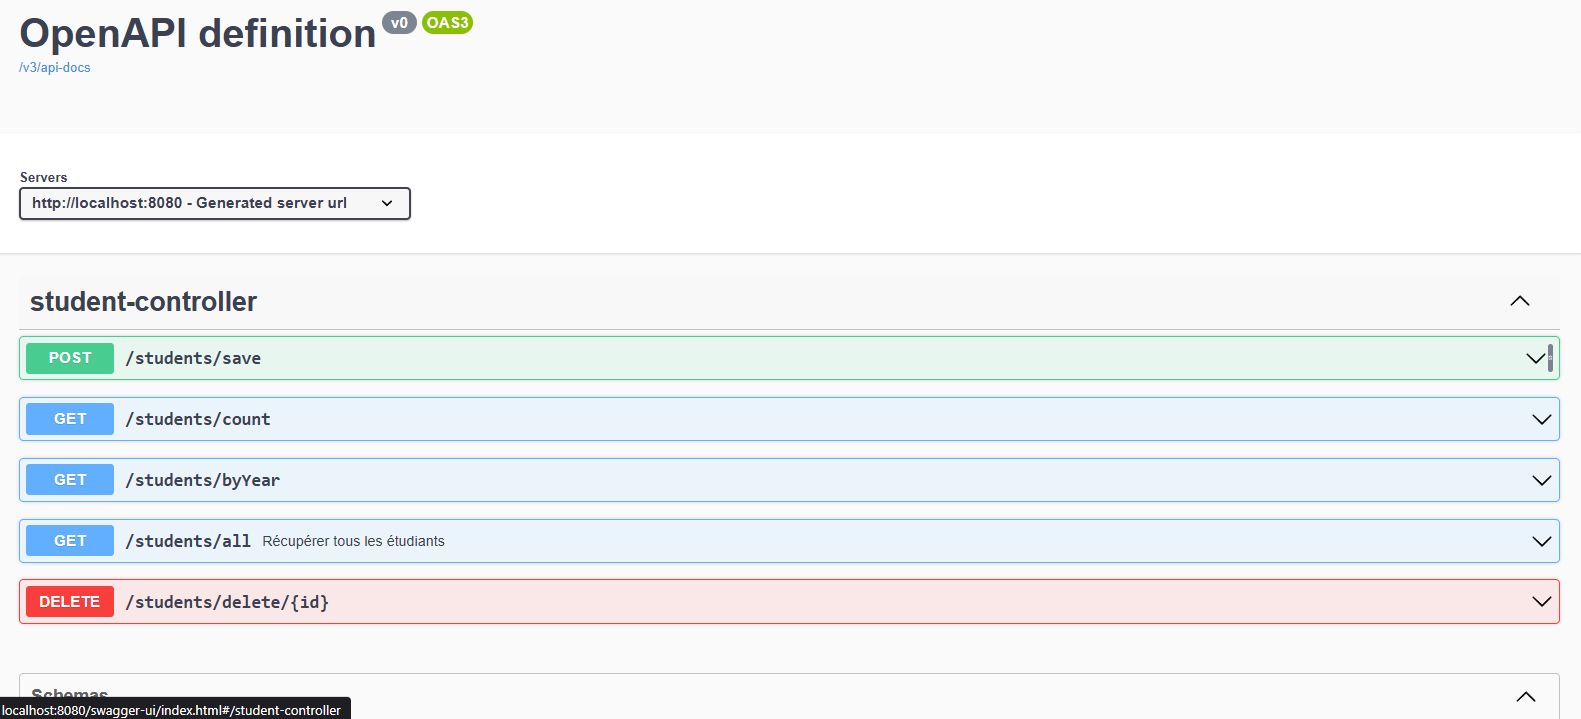 OpenAPI definition v0 OAS3
/v3/api-docs
Servers
http://localhost:8080 - Generated server url
student-controller
POST /students/save
GET /students/count
GET /students/byYear
GET /students/all Récupérer tous les étudiants
DELETE /students/delete/{id}
Schemas
localhost:8080/swagger-ui/index.html#/student-controller